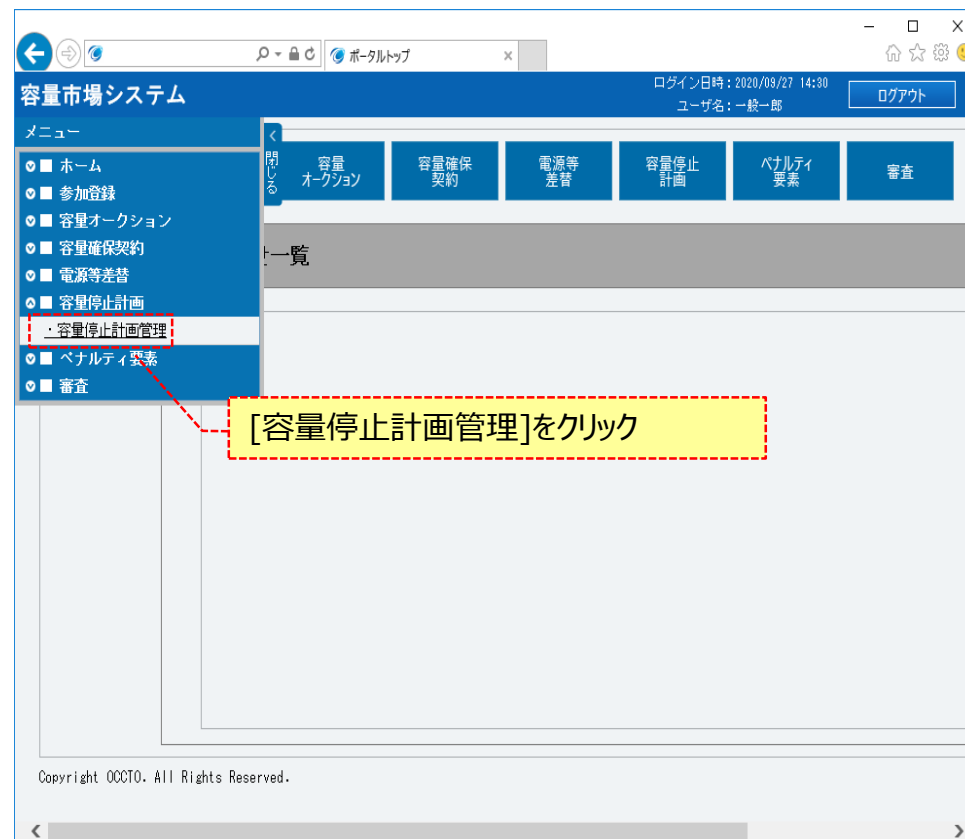 ポータルトップ
容量市場システム
ログイン日時：2020/09/27 14:30
ユーザ名：一般一郎
ログアウト
メニュー
閉じる
ホーム
参加登録
容量オークション
容量確保契約
電源等差替
容量停止計画
・容量停止計画管理
ペナルティ要素
審査
容量
オークション
容量確保
契約
電源等
差替
容量停止
計画
ペナルティ
要素
審査
一覧
[容量停止計画管理]をクリック
Copyright OCCTO. All Rights Reserved.